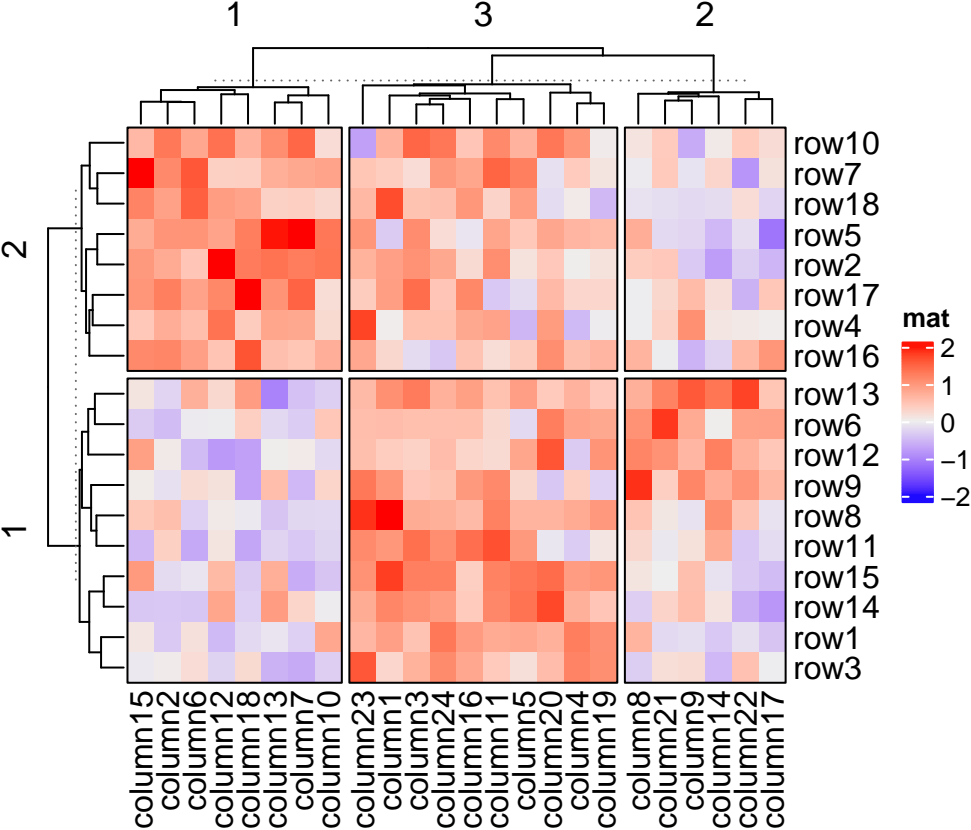 1 3 2
2
1
row10
row7
row18
row5
row2
row17
row4
row16
row13
row6
row12
row9
row8
row11
row15
row14
row1
row3
column15
column2
column6
column12
column18
column13
column7
column10
column23
column1
column3
column24
column16
column11
column5
column20
column4
column19
column8
column21
column9
column14
column22
column17
mat
2
1
0
−1
−2